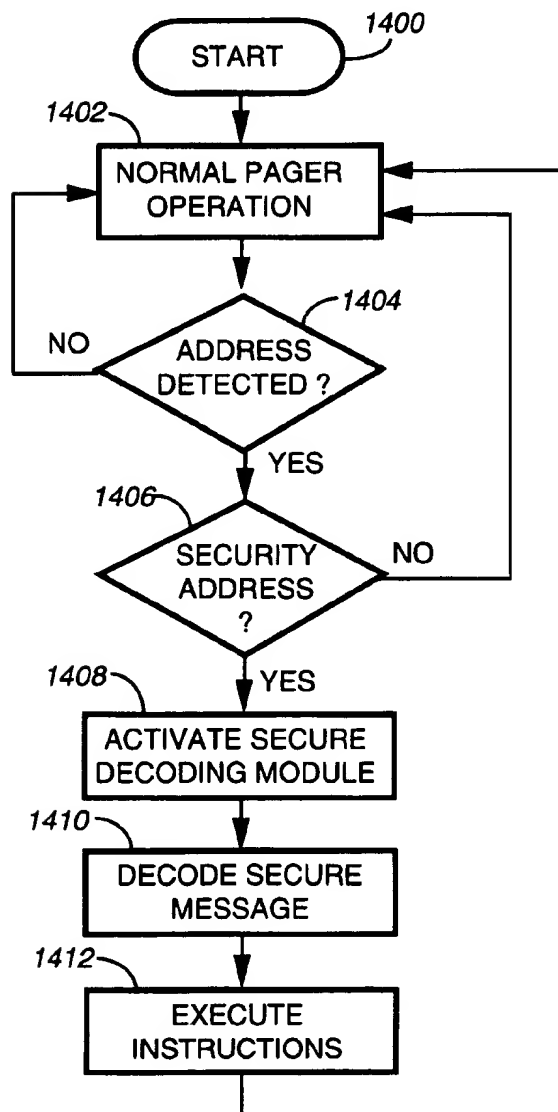 1400
START
1402
NORMAL PAGER
OPERATION
1404
NO
ADDRESS
DETECTED ?
YES
1406
SECURITY
ADDRESS
?
NO
YES
1408
ACTIVATE SECURE
DECODING MODULE
1410
DECODE SECURE
MESSAGE
1412
EXECUTE
INSTRUCTIONS